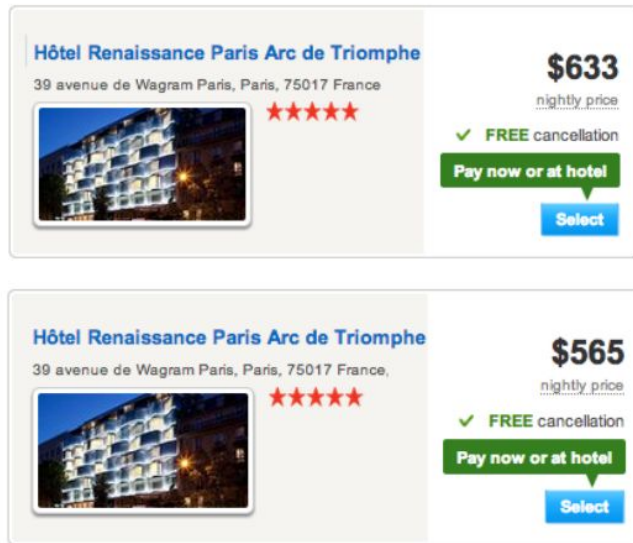 Hôtel Renaissance Paris Arc de Triomphe
39 avenue de Wagram Paris, Paris, 75017 France
$633
nightly price
✓ FREE cancellation
Pay now or at hotel
Select
Hôtel Renaissance Paris Arc de Triomphe
39 avenue de Wagram Paris, Paris, 75017 France,
$565
nightly price
✓ FREE cancellation
Pay now or at hotel
Select